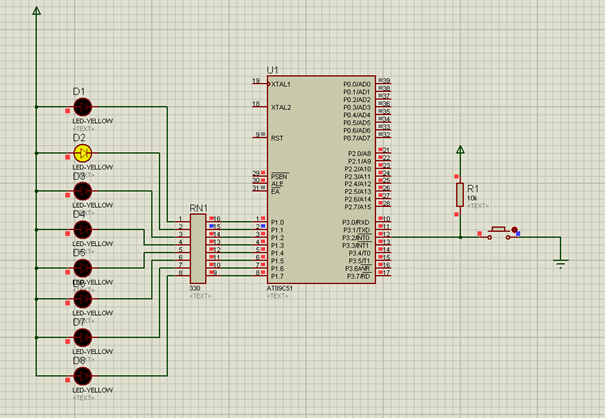 D1
LED-YELLOW
<TEXT>
D2
LED-YELLOW
<TEXT>
D3
LED-YELLOW
<TEXT>
D4
LED-YELLOW
<TEXT>
D5
LED-YELLOW
LED-YELLOW
<TEXT>
D7
LED-YELLOW
<TEXT>
D8
LED-YELLOW
<TEXT>
RN1
1 16
2 15
3 14
4 13
5 12
6 11
7 10
8 9
330
<TEXT>
U1
19 XTAL1
18 XTAL2
9 RST
29 PSEN
30 ALE
31 EA
1 P1.0
2 P1.1
3 P1.2
4 P1.3
5 P1.4
6 P1.5
7 P1.6
8 P1.7
P0.0/AD0 39
P0.1/AD1 38
P0.2/AD2 37
P0.3/AD3 36
P0.4/AD4 35
P0.5/AD5 34
P0.6/AD6 33
P0.7/AD7 32
P2.0/A8 21
P2.1/A9 22
P2.2/A10 23
P2.3/A11 24
P2.4/A12 25
P2.5/A13 26
P2.6/A14 27
P2.7/A15 28
P3.0/RXD 10
P3.1/TXD 11
P3.2/INT0 12
P3.3/INT1 13
P3.4/T0 14
P3.5/T1 15
P3.6/WR 16
P3.7/RD 17
AT89C51
<TEXT>
R1
10k
<TEXT>